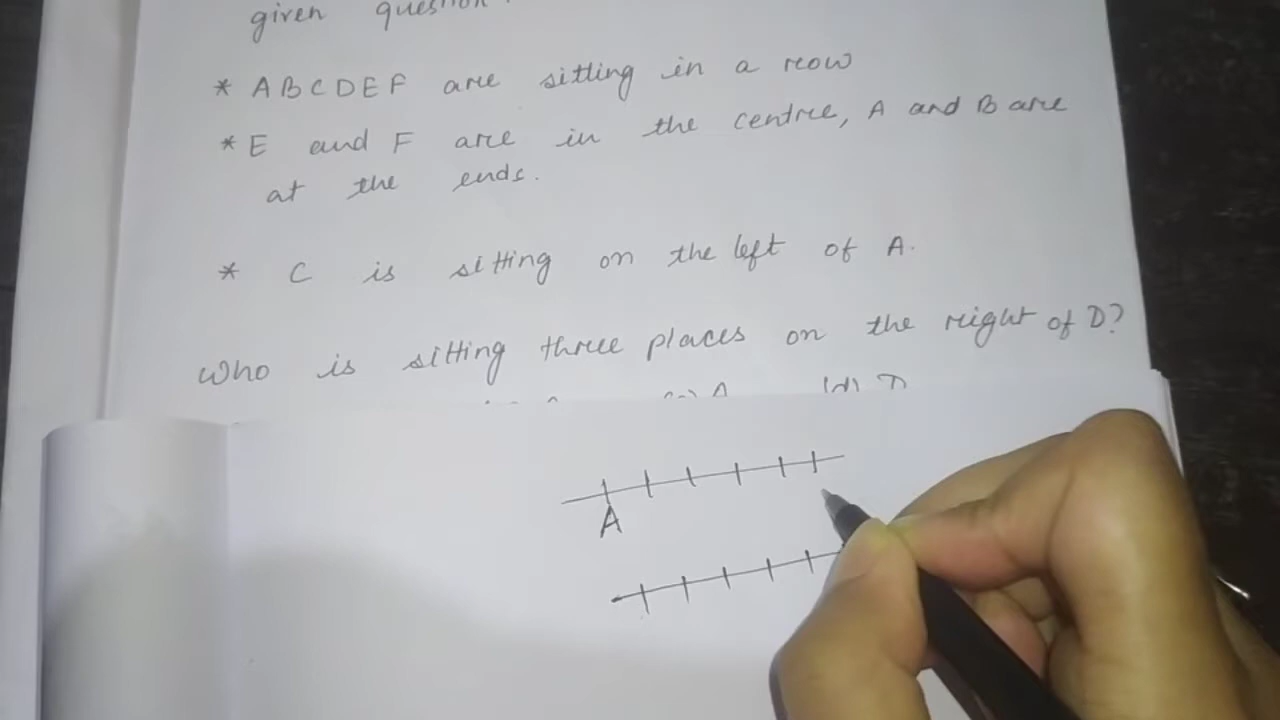 given question
* ABCDEF are sitting in a row
* E and F are in the centre, A and B are
at the ends.
* C is sitting on the left of A.
Who is sitting three places on the right of D?
A